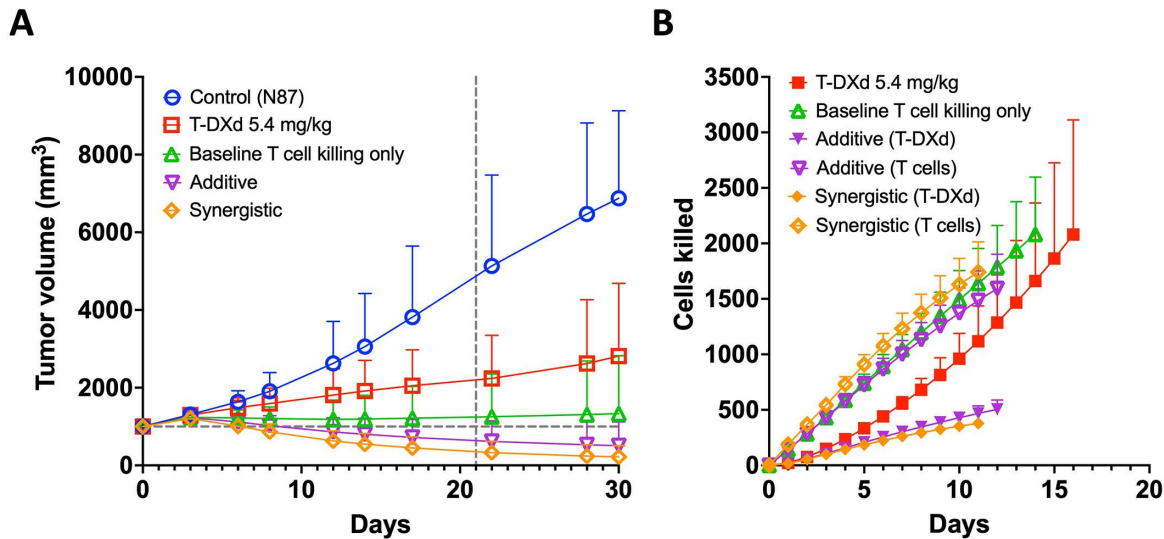 A
Tumor volume (mm³)
10000
8000
6000
4000
2000
0
Control (N87)
T-DXd 5.4 mg/kg
Baseline T cell killing only
Additive
Synergistic
0
10
20
30
Days
B
Cells killed
3500
3000
2500
2000
1500
1000
500
0
T-DXd 5.4 mg/kg
Baseline T cell killing only
Additive (T-DXd)
Additive (T cells)
Synergistic (T-DXd)
Synergistic (T cells)
0
5
10
15
20
Days